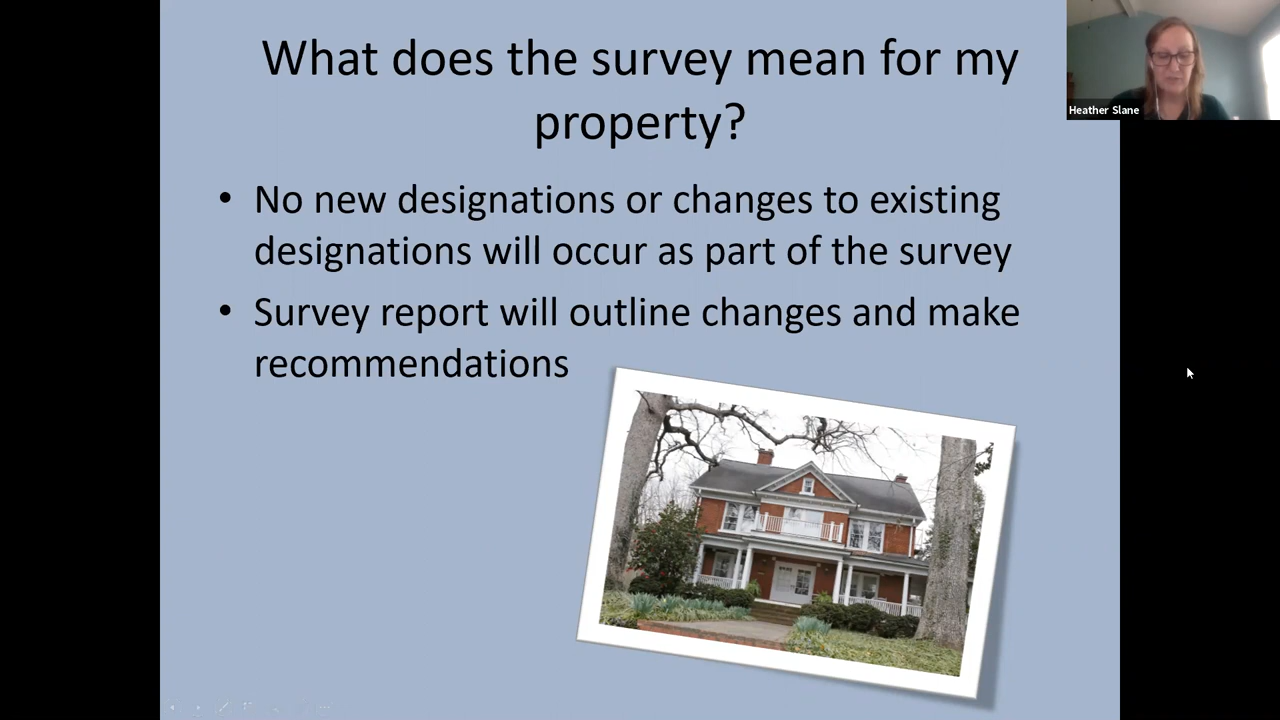 What does the survey mean for my
property?
Heather Slane
• No new designations or changes to existing
designations will occur as part of the survey
• Survey report will outline changes and make
recommendations